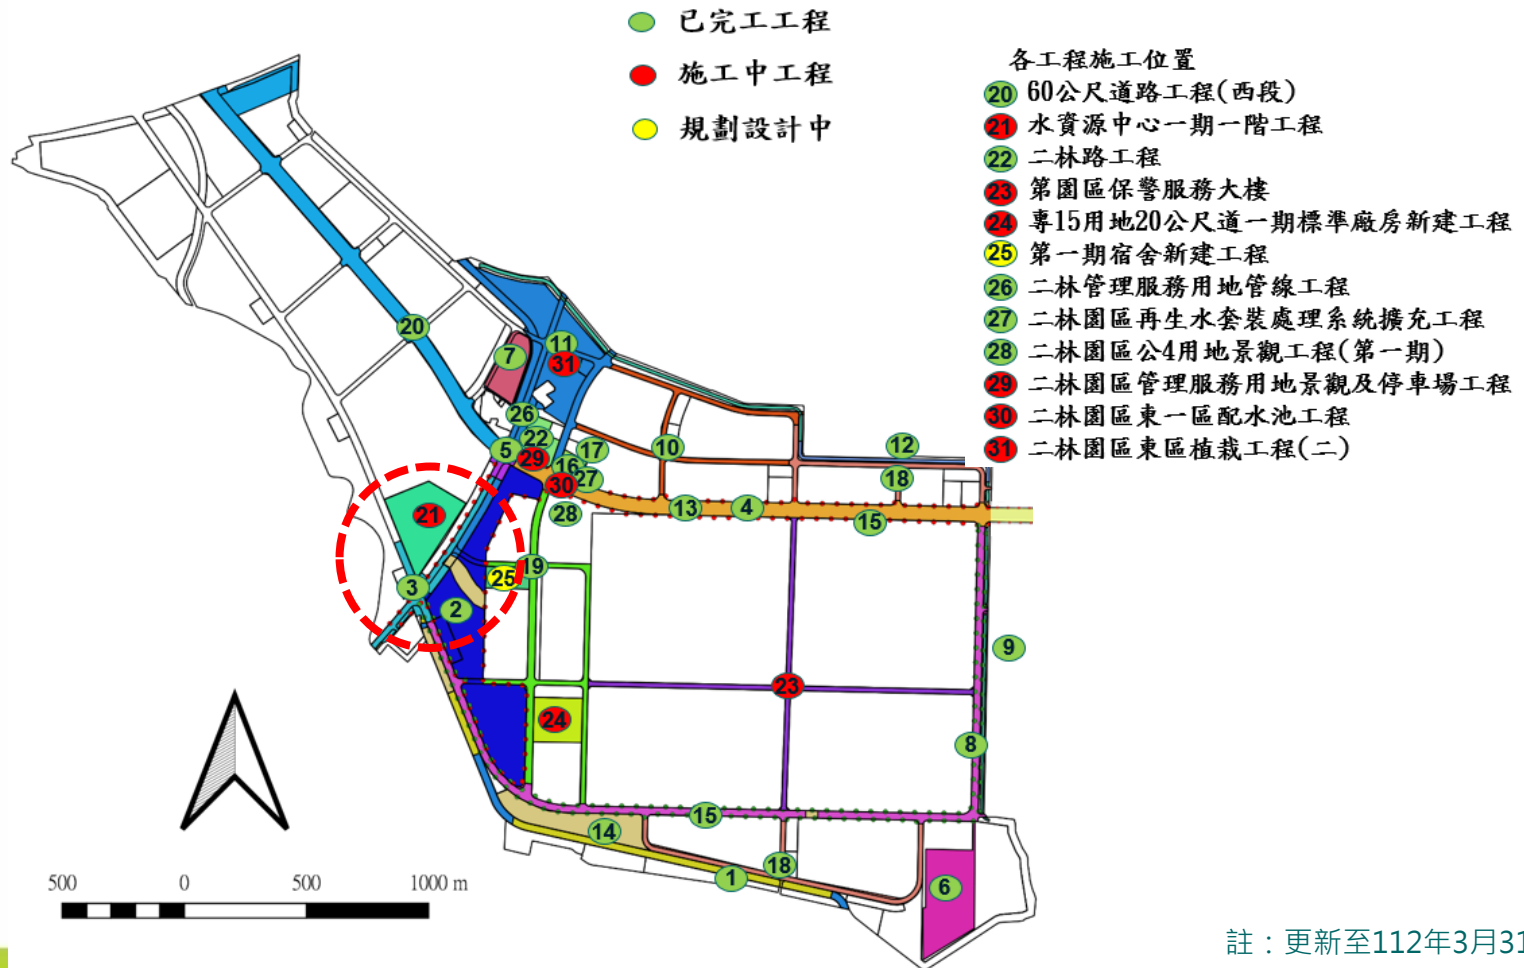 已完工工程
施工中工程
規劃設計中
各工程施工位置
20 60公尺道路工程(西段)
21 水資源中心一期一階工程
22 二林路工程
23 第園區保警服務大樓
24 專15用地20公尺道一期標準廠房新建工程
25 第一期宿舍新建工程
26 二林管理服務用地管線工程
27 二林園區再生水套裝處理系統擴充工程
28 二林園區公4用地景觀工程(第一期)
29 二林園區管理服務用地景觀及停車場工程
30 二林園區東一區配水池工程
31 二林園區東區植栽工程(二)
20
7
11
31
26
22
5
29
17
16
27
30
28
10
12
18
13
4
15
21
3
2
25
19
9
23
24
8
15
14
18
1
6
500 0 500 1000 m
註：更新至112年3月31